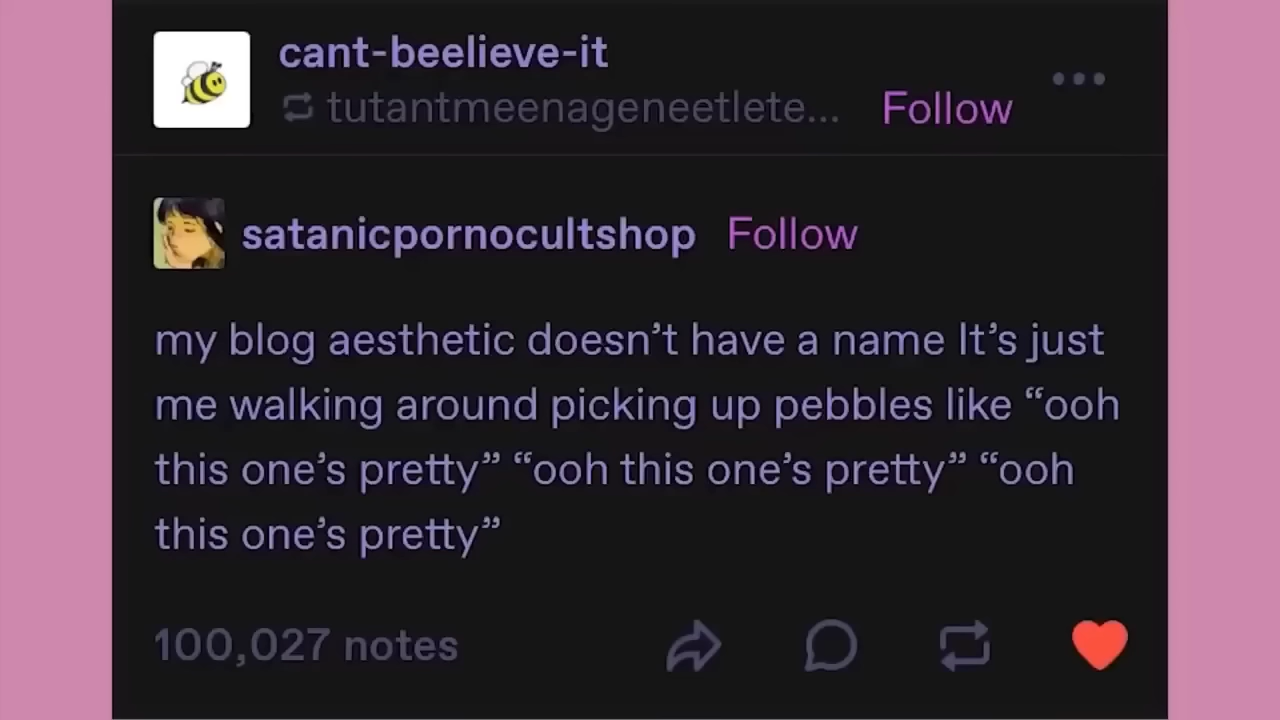 cant-beelieve-it
tutantmeenageneetlete...
Follow
satanicpornocultshop Follow
my blog aesthetic doesn’t have a name It’s just
me walking around picking up pebbles like “ooh
this one’s pretty” “ooh this one’s pretty” “ooh
this one’s pretty”
100,027 notes